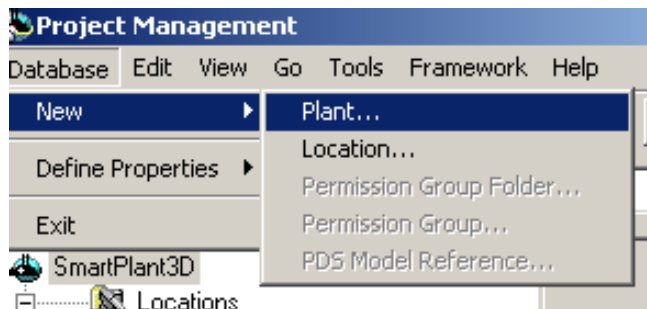 Project Management
Database Edit View Go Tools Framework Help
New
Plant...
Location...
Define Properties
Permission Group Folder...
Exit
Permission Group...
SmartPlant3D
PDS Model Reference...
Locations